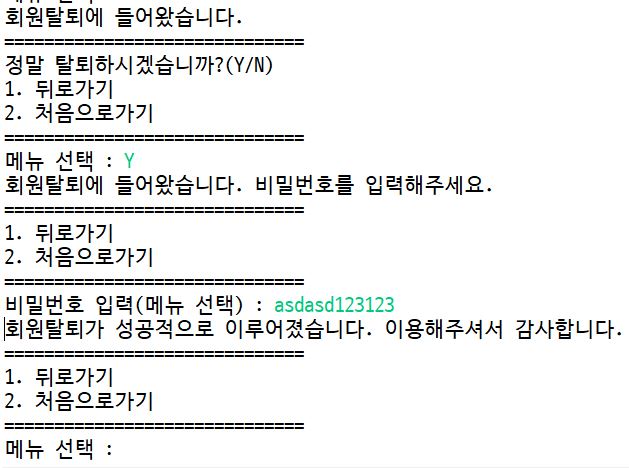 회원탈퇴에 들어왔습니다.
==============================
정말 탈퇴하시겠습니까?(Y/N)
1. 뒤로가기
2. 처음으로가기
==============================
메뉴 선택 : Y
회원탈퇴에 들어왔습니다. 비밀번호를 입력해주세요.
==============================
1. 뒤로가기
2. 처음으로가기
==============================
비밀번호 입력(메뉴 선택) : asdasd123123
회원탈퇴가 성공적으로 이루어졌습니다. 이용해주셔서 감사합니다.
==============================
1. 뒤로가기
2. 처음으로가기
==============================
메뉴 선택 :